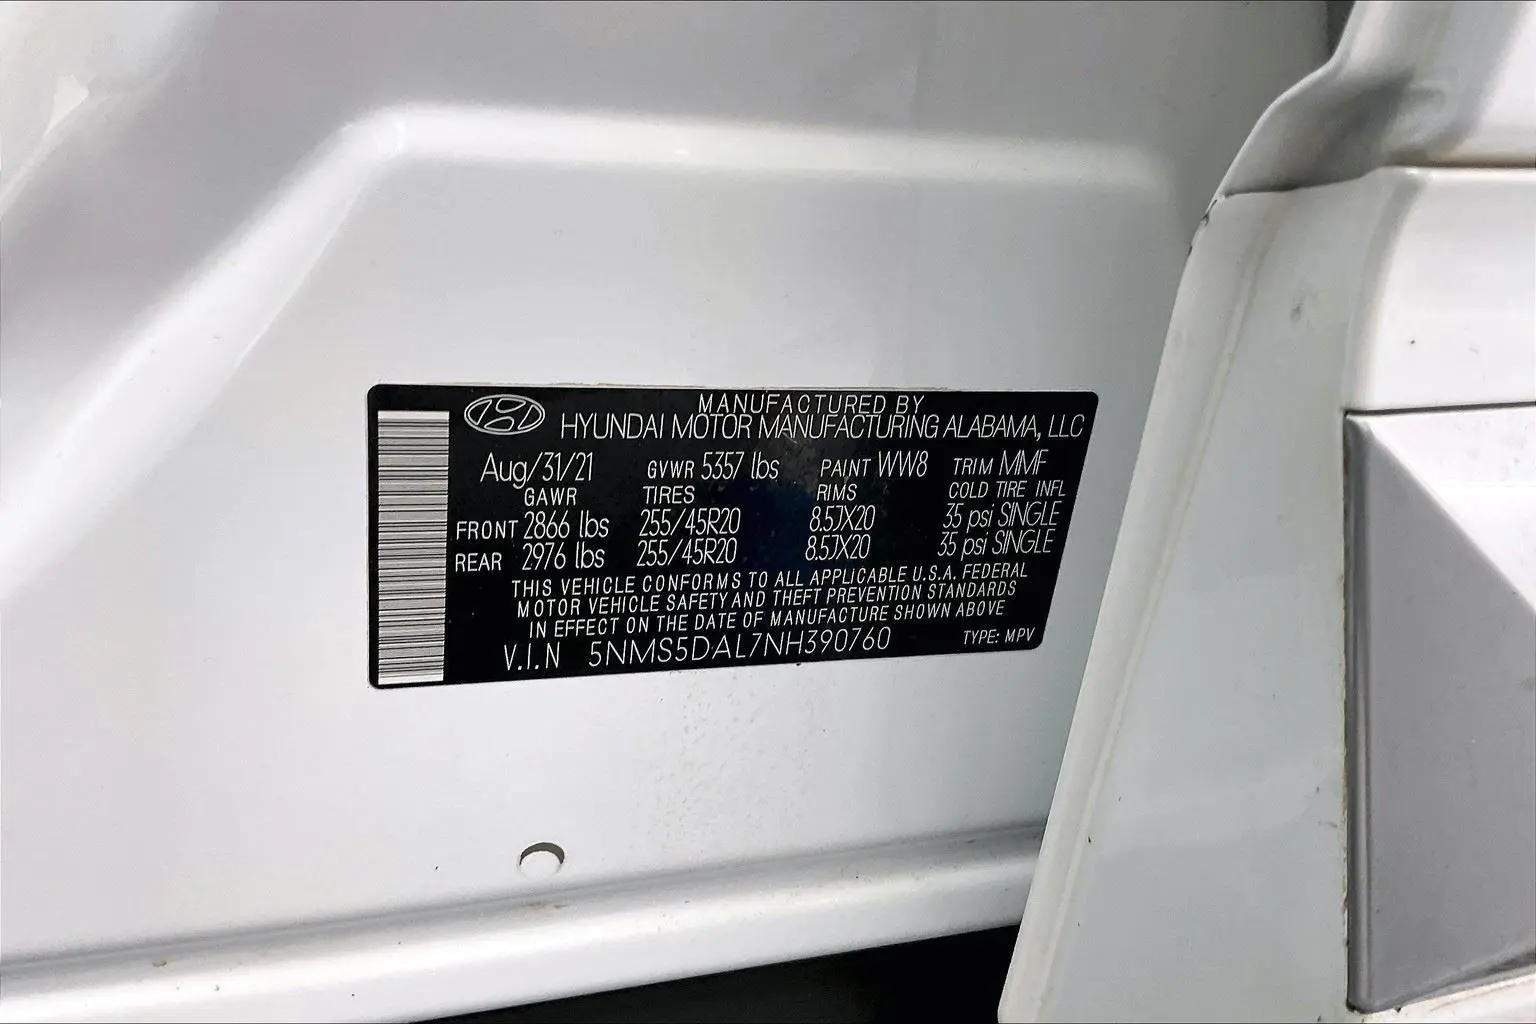 MANUFACTURED BY
HYUNDAI MOTOR MANUFACTURING ALABAMA, LLC
Aug/31/21 GVWR 5357 lbs PAINT WW8 TRIM MMF
GAWR TIRES RIMS COLD TIRE INFL
FRONT 2866 lbs 255/45R20 8.5JX20 35 psi SINGLE
REAR 2976 lbs 255/45R20 8.5JX20 35 psi SINGLE
THIS VEHICLE CONFORMS TO ALL APPLICABLE U.S.A. FEDERAL
MOTOR VEHICLE SAFETY AND THEFT PREVENTION STANDARDS
IN EFFECT ON THE DATE OF MANUFACTURE SHOWN ABOVE
V.I.N 5NMS5DAL7NH390760 TYPE: MPV